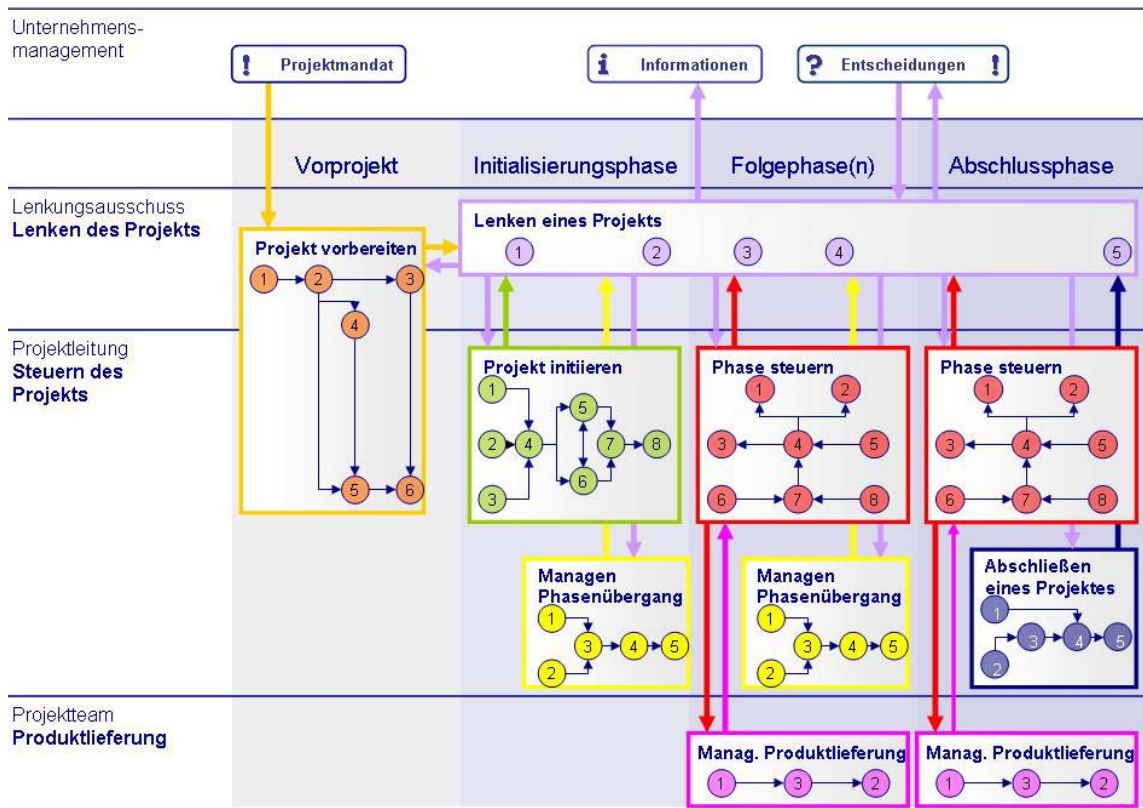 Unternehmens-
management
! Projektmandat
i Informationen
? Entscheidungen !
Vorprojekt
Initialisierungsphase
Folgephase(n)
Abschlussphase
Lenkungsausschuss
Lenken des Projekts
Lenken eines Projekts
1 2 3 4 5
Projekt vorbereiten
1 2 3
4
5 6
Projektleitung
Steuern des
Projekts
Projekt initiieren
1
5
2 4 7 8
6
3
Phase steuern
1 2
3 4 5
6 7 8
Phase steuern
1 2
3 4 5
6 7 8
Managen
Phasenübergang
1
3 4 5
2
Managen
Phasenübergang
1
3 4 5
2
Abschließen
eines Projektes
1
3 4 5
2
Projektteam
Produktlieferung
Manag. Produktlieferung
1 3 2
Manag. Produktlieferung
1 3 2